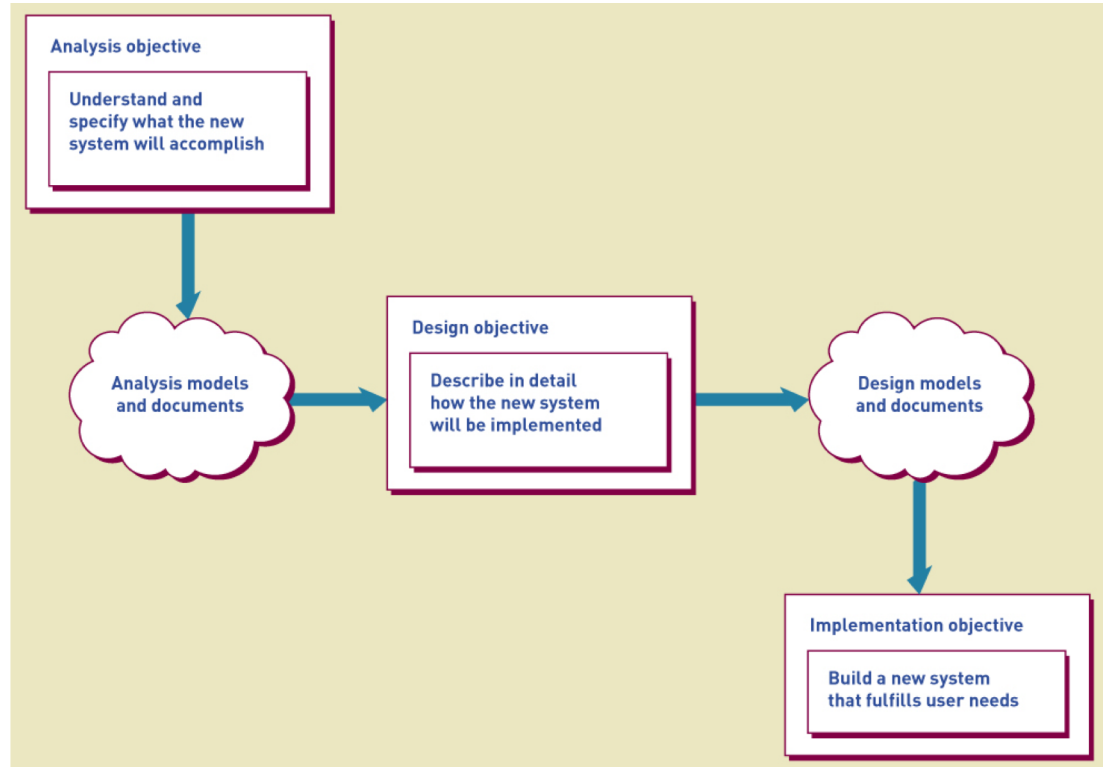 Analysis objective
Understand and
specify what the new
system will accomplish
Analysis models
and documents
Design objective
Describe in detail
how the new system
will be implemented
Design models
and documents
Implementation objective
Build a new system
that fulfills user needs